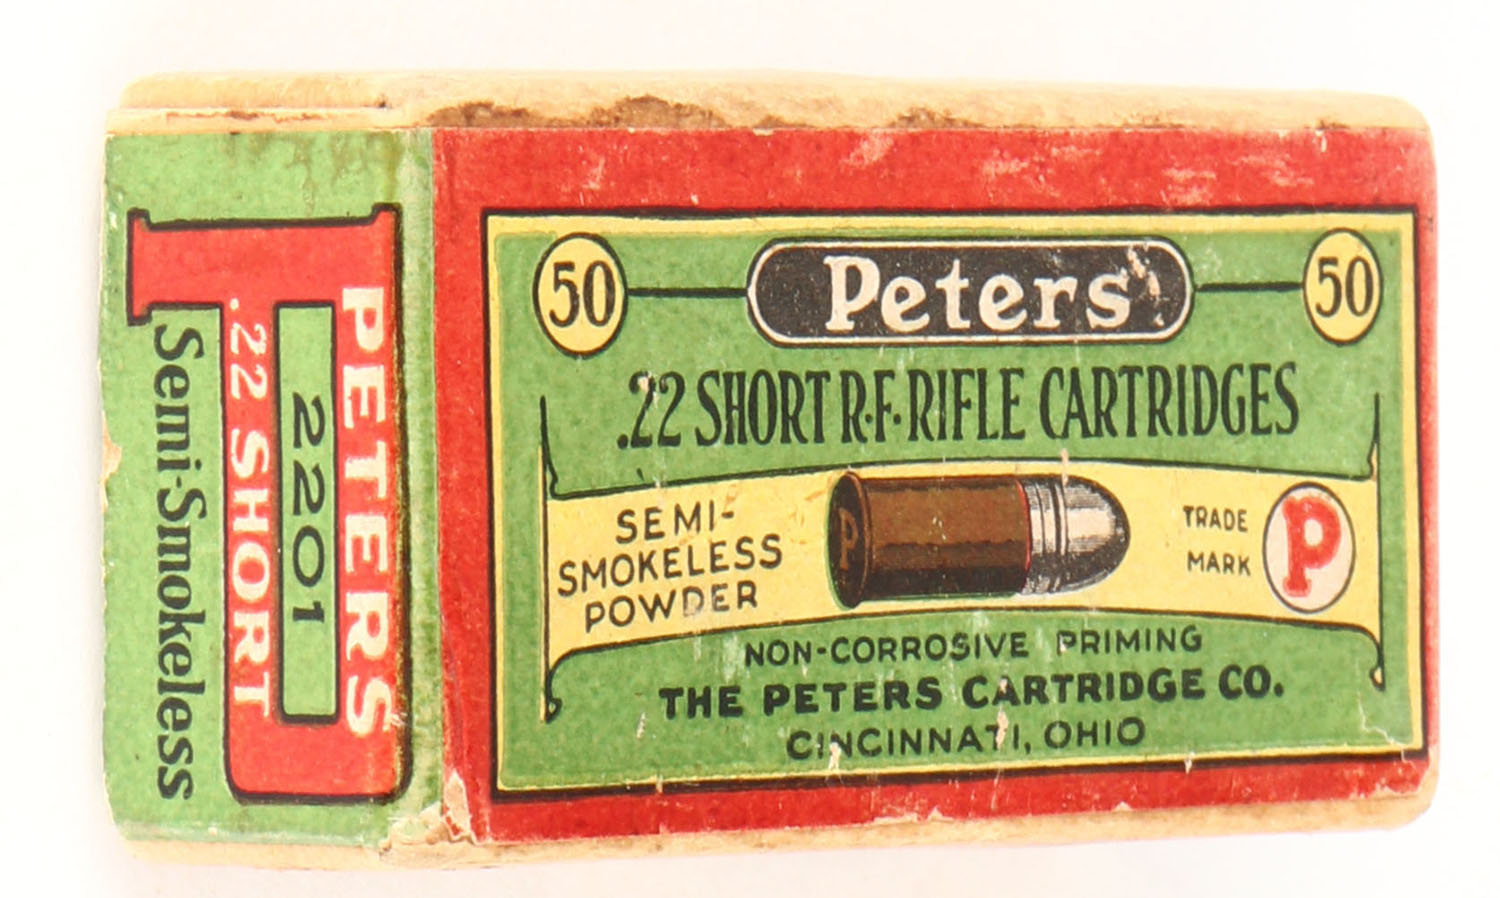 50 Peters 50
.22 SHORT R.F. RIFLE CARTRIDGES
SEMI-
SMOKELESS
POWDER
P
TRADE
MARK
P
NON-CORROSIVE PRIMING
THE PETERS CARTRIDGE CO.
CINCINNATI, OHIO
PETERS
2201
.22 SHORT
Semi-Smokeless